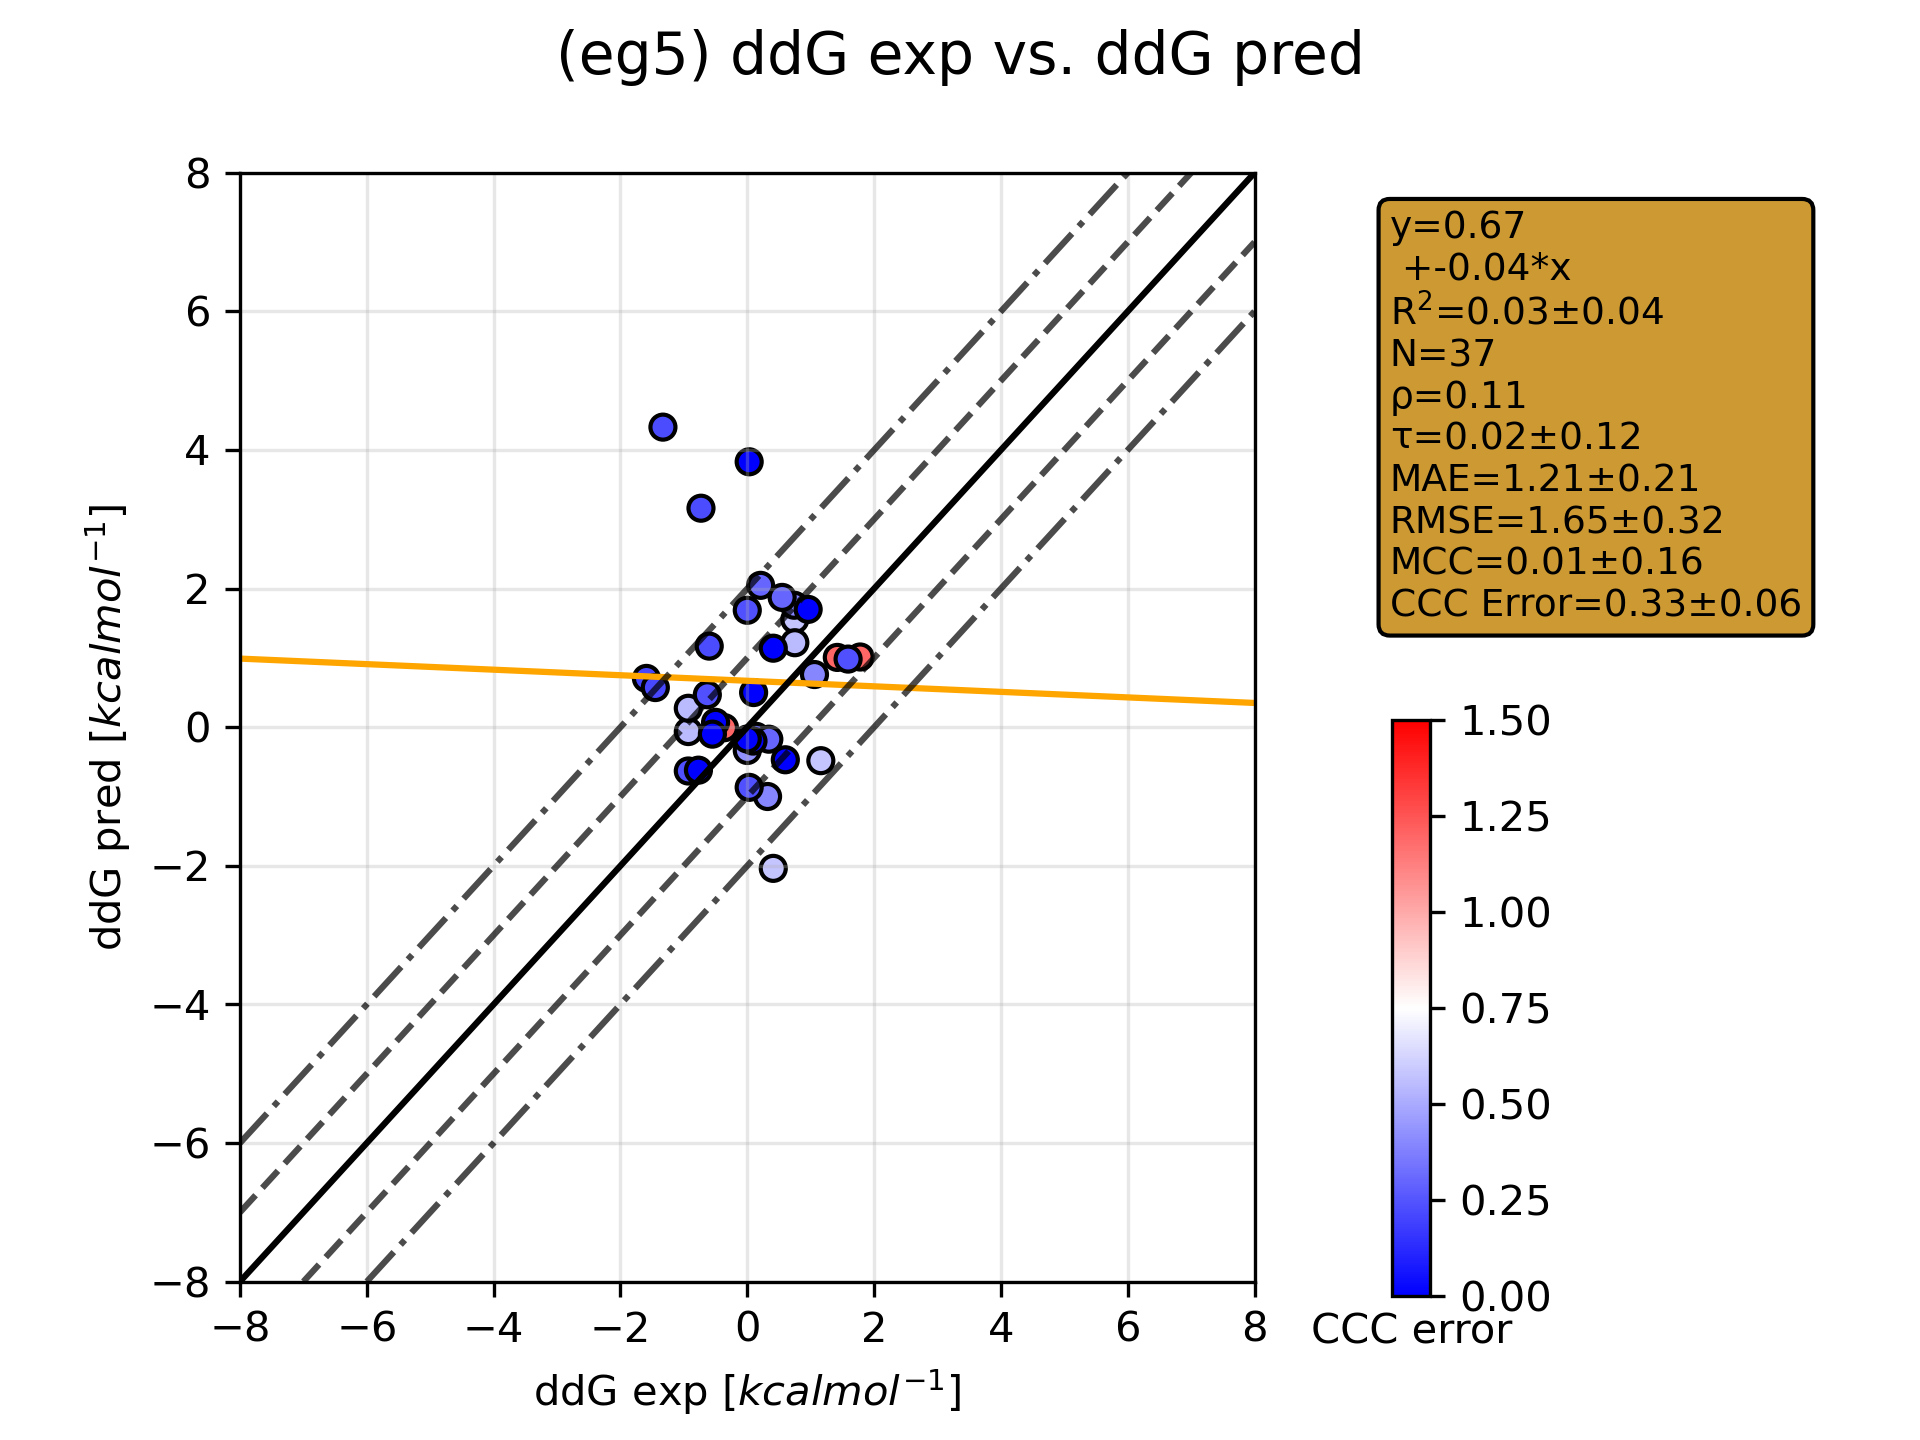 (eg5) ddG exp vs. ddG pred
8
6
4
2
0
−2
−4
−6
−8
ddG pred [kcalmol⁻¹]
−8 −6 −4 −2 0 2 4 6 8
ddG exp [kcalmol⁻¹]
y=0.67
+-0.04*x
R²=0.03±0.04
N=37
ρ=0.11
τ=0.02±0.12
MAE=1.21±0.21
RMSE=1.65±0.32
MCC=0.01±0.16
CCC Error=0.33±0.06
1.50
1.25
1.00
0.75
0.50
0.25
0.00
CCC error